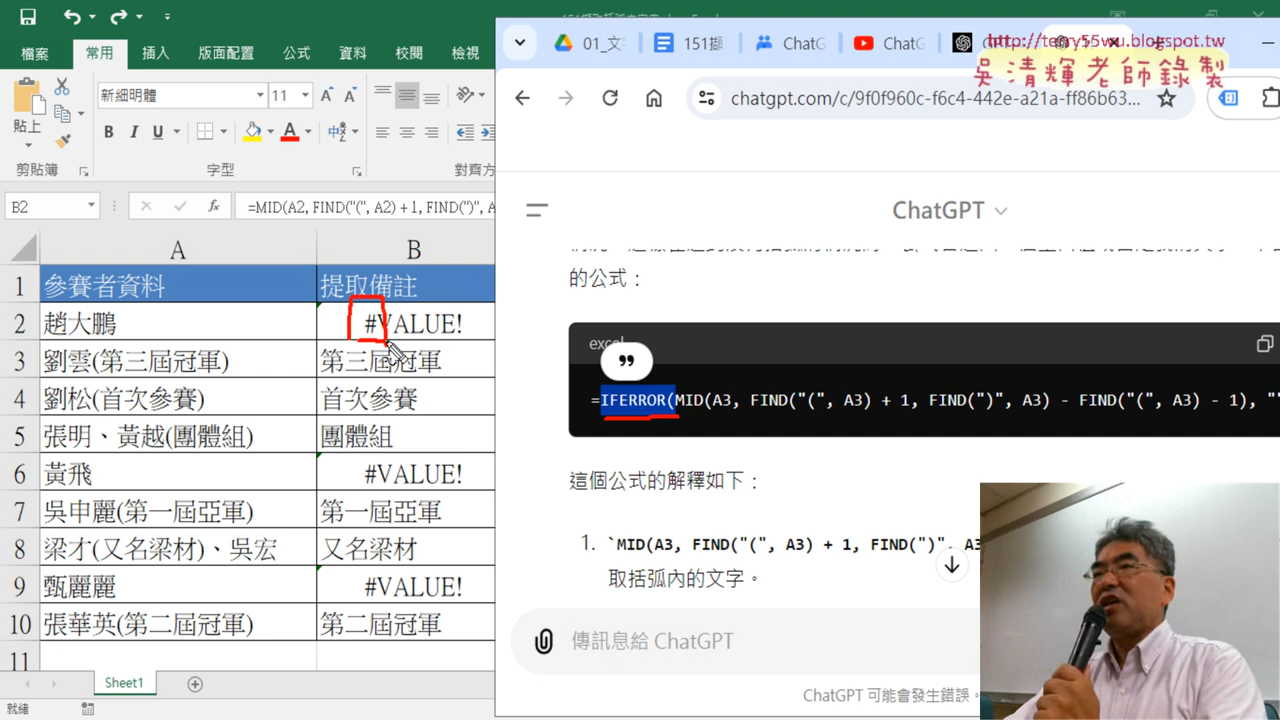 檔案 常用 插入 版面配置 公式 資料 校閱 檢視
貼上
新細明體 11
B I U A 中
剪貼簿 字型 對齊方
B2 fx =MID(A2, FIND("(", A2) + 1, FIND(")", A
A B
1 參賽者資料 提取備註
2 趙大鵬 #VALUE!
3 劉雲(第三屆冠軍) 第三屆冠軍
4 劉松(首次參賽) 首次參賽
5 張明、黃越(團體組) 團體組
6 黃飛 #VALUE!
7 吳申麗(第一屆亞軍) 第一屆亞軍
8 梁才(又名梁材)、吳宏 又名梁材
9 甄麗麗 #VALUE!
10 張華英(第二屆冠軍) 第二屆冠軍
11
Sheet1
就緒
01_文 151擷 ChatG ChatG
http://terry55wu.blogspot.tw
吳清輝老師錄製
chatgpt.com/c/9f0f960c-f6c4-442e-a21a-ff86b63...
ChatGPT
的公式：
excel
=IFERROR(MID(A3, FIND("(", A3) + 1, FIND(")", A3) - FIND("(", A3) - 1), "
這個公式的解釋如下：
1. `MID(A3, FIND("(", A3) + 1, FIND(")", A3
取括弧內的文字。
傳訊息給 ChatGPT
ChatGPT 可能會發生錯誤。